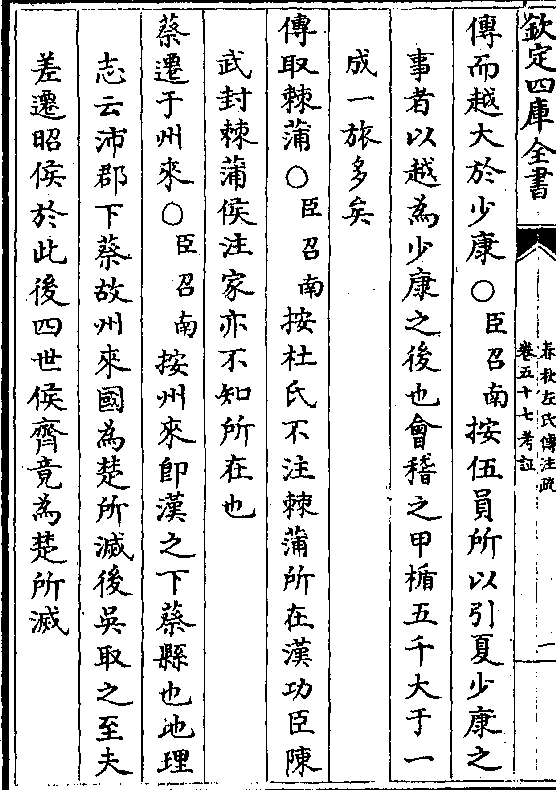 欽定四庫全書
春秋左氏傳注疏
卷五十七考證
二
傳而越大於少康○臣召南按伍員所以引夏少康之
事者以越為少康之後也會稽之甲楯五千大于一
成一旅多矣
傳取棘蒲○臣召南按杜氏不注棘蒲所在漢功臣陳
武封棘蒲侯注家亦不知所在也
蔡遷于州來○臣召南按州來即漢之下蔡縣也地理
志云沛郡下蔡故州來國為楚所滅後吳取之至夫
差遷昭侯於此後四世侯齊竟為楚所滅